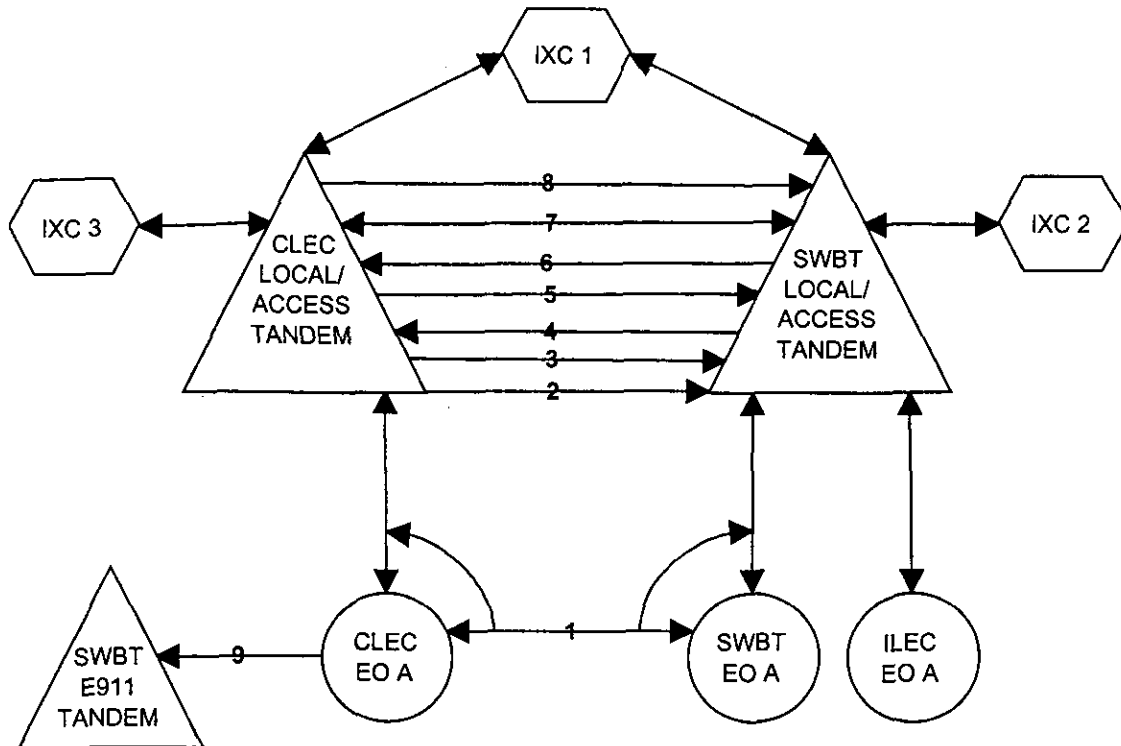 IXC 1
8
7
6
5
4
3
2
IXC 3
CLEC
LOCAL/
ACCESS
TANDEM
SWBT
LOCAL/
ACCESS
TANDEM
IXC 2
SWBT
E911
TANDEM
9
CLEC
EO A
1
SWBT
EO A
ILEC
EO A